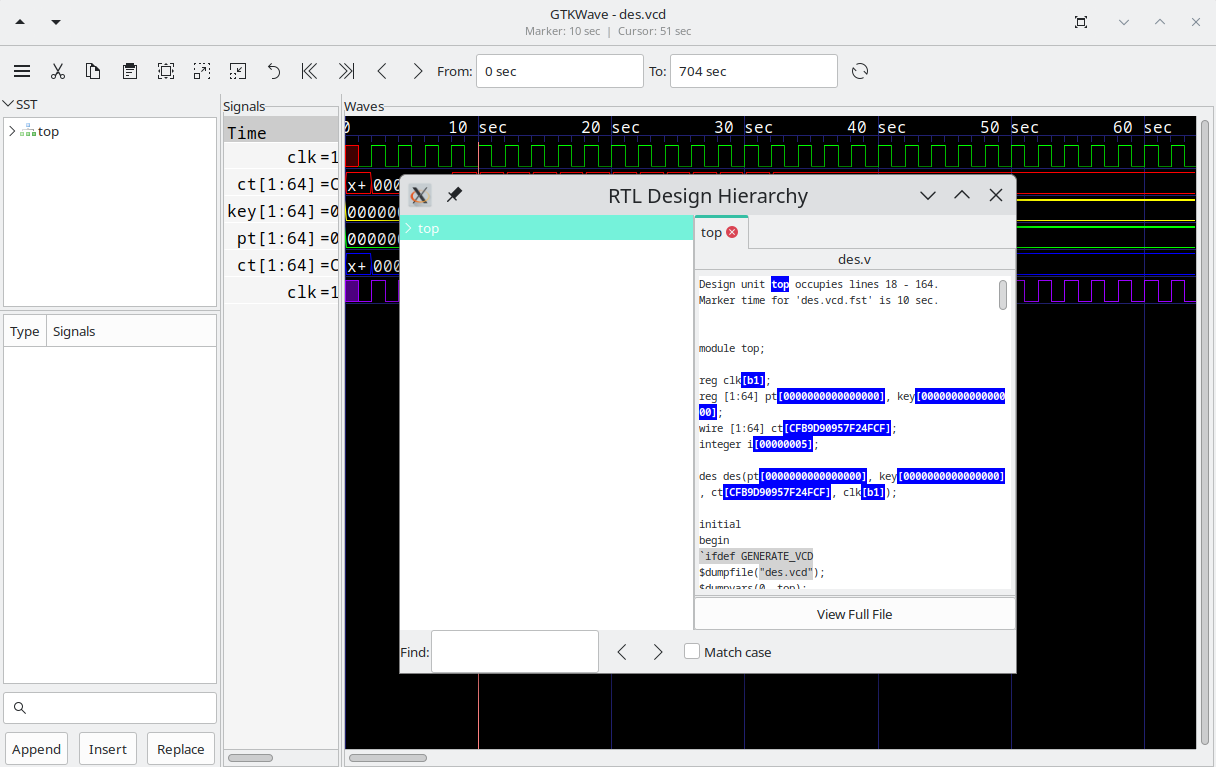 GTKWave - des.vcd
Marker: 10 sec | Cursor: 51 sec
From: 0 sec To: 704 sec
SST
top
Type Signals
Append Insert Replace
Signals
Time
clk=1
ct[1:64]=C
key[1:64]=0
pt[1:64]=0
ct[1:64]=C
clk=1
Waves
0 10 sec 20 sec 30 sec 40 sec 50 sec 60 sec
x+ 000
000000
000000
x+ 000
RTL Design Hierarchy
top
top
des.v
Design unit top occupies lines 18 - 164.
Marker time for 'des.vcd.fst' is 10 sec.
module top;
reg clk[b1];
reg [1:64] pt[0000000000000000], key[00000000000000
00];
wire [1:64] ct[CFB9D90957F24FCF];
integer i[00000005];
des des(pt[0000000000000000], key[0000000000000000]
, ct[CFB9D90957F24FCF], clk[b1]);
initial
begin
`ifdef GENERATE_VCD
$dumpfile("des.vcd");
$dumpvars(0, top);
View Full File
Find: Match case